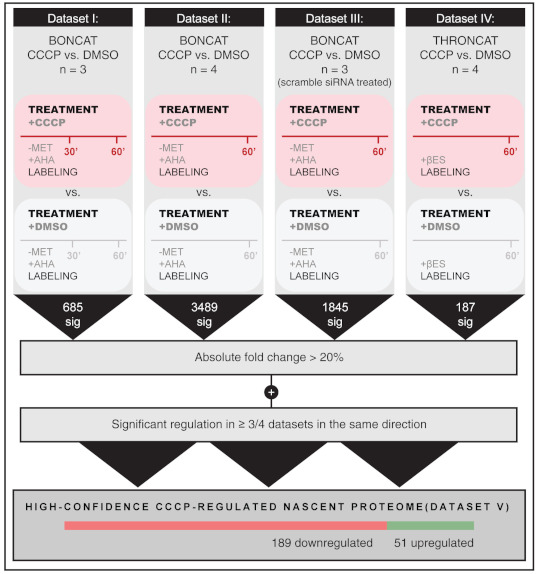 Dataset I:
BONCAT
CCCP vs. DMSO
n = 3
TREATMENT
+CCCP
-MET 30' 60'
+AHA
LABELING
vs.
TREATMENT
+DMSO
-MET 30' 60'
+AHA
LABELING
685
sig
Dataset II:
BONCAT
CCCP vs. DMSO
n = 4
TREATMENT
+CCCP
-MET 60'
+AHA
LABELING
vs.
TREATMENT
+DMSO
-MET 60'
+AHA
LABELING
3489
sig
Dataset III:
BONCAT
CCCP vs. DMSO
n = 3
(scramble siRNA treated)
TREATMENT
+CCCP
-MET 60'
+AHA
LABELING
vs.
TREATMENT
+DMSO
-MET 60'
+AHA
LABELING
1845
sig
Dataset IV:
THRONCAT
CCCP vs. DMSO
n = 4
TREATMENT
+CCCP
60'
+βES
LABELING
vs.
TREATMENT
+DMSO
60'
+βES
LABELING
187
sig
Absolute fold change > 20%
+
Significant regulation in ≥ 3/4 datasets in the same direction
HIGH-CONFIDENCE CCCP-REGULATED NASCENT PROTEOME(DATASET V)
189 downregulated 51 upregulated